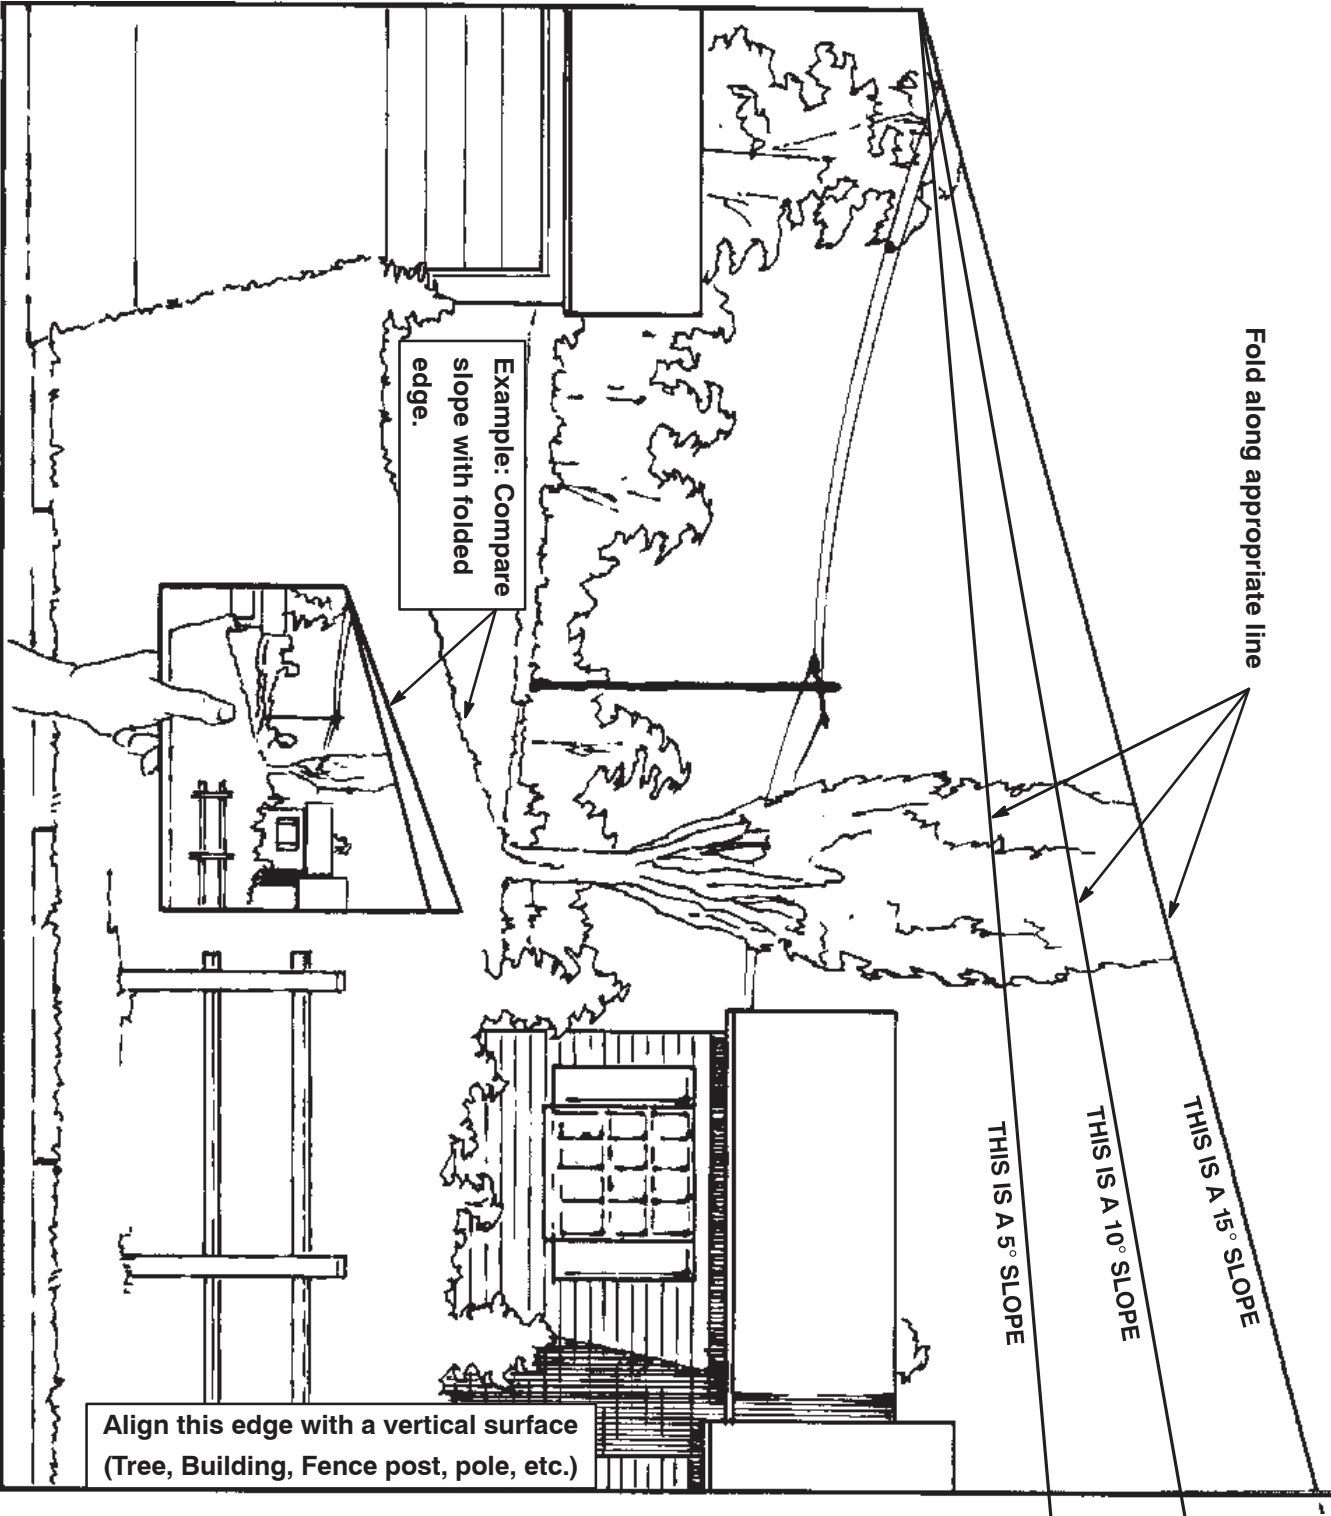 Fold along appropriate line
THIS IS A 15° SLOPE
THIS IS A 10° SLOPE
THIS IS A 5° SLOPE
Example: Compare
slope with folded
edge.
Align this edge with a vertical surface
(Tree, Building, Fence post, pole, etc.)